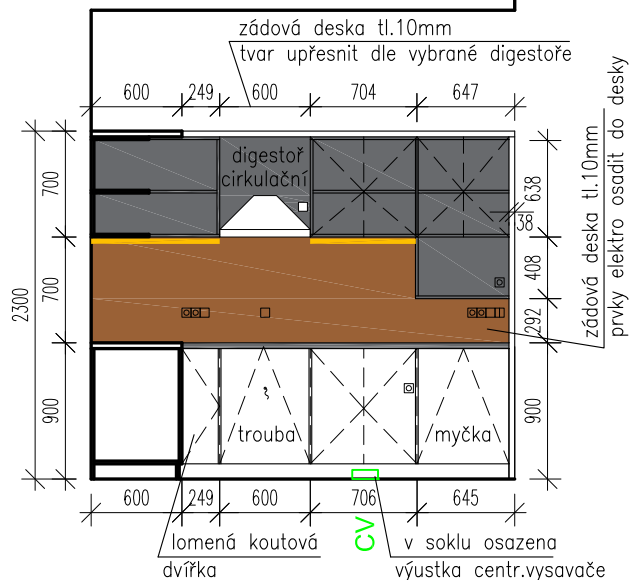 zádová deska tl.10mm
tvar upřesnit dle vybrané digestoře
600 249 600 704 647
digestoř
cirkulační
2300
700
700
900
638
38
408
292
900
zádová deska tl.10mm
prvky elektro osadit do desky
trouba
myčka
600 249 600 706 645
lomená koutová
dvířka
CV
v soklu osazena
výustka centr.vysavače